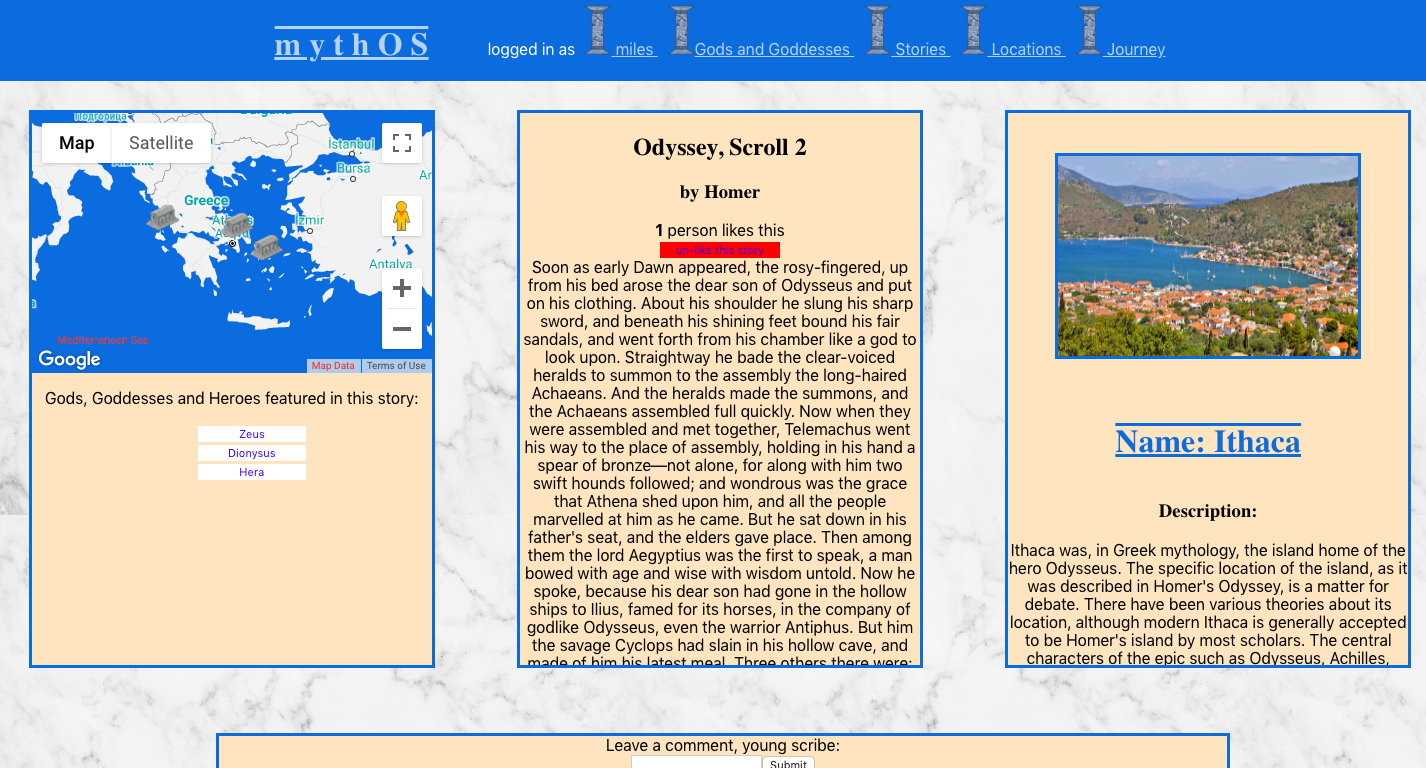 mythOS
logged in as miles Gods and Goddesses Stories Locations Journey
Подгорица
Map Satellite
Istanbul
Bursa
Greece
Izmir
Antalya
Mediterranean Sea
Google
Map Data Terms of Use
Gods, Goddesses and Heroes featured in this story:
Zeus
Dionysus
Hera
Odyssey, Scroll 2
by Homer
1 person likes this
un-like this story
Soon as early Dawn appeared, the rosy-fingered, up
from his bed arose the dear son of Odysseus and put
on his clothing. About his shoulder he slung his sharp
sword, and beneath his shining feet bound his fair
sandals, and went forth from his chamber like a god to
look upon. Straightway he bade the clear-voiced
heralds to summon to the assembly the long-haired
Achaeans. And the heralds made the summons, and
the Achaeans assembled full quickly. Now when they
were assembled and met together, Telemachus went
his way to the place of assembly, holding in his hand a
spear of bronze—not alone, for along with him two
swift hounds followed; and wondrous was the grace
that Athena shed upon him, and all the people
marvelled at him as he came. But he sat down in his
father's seat, and the elders gave place. Then among
them the lord Aegyptius was the first to speak, a man
bowed with age and wise with wisdom untold. Now he
spoke, because his dear son had gone in the hollow
ships to Ilius, famed for its horses, in the company of
godlike Odysseus, even the warrior Antiphus. But him
the savage Cyclops had slain in his hollow cave, and
made of him his latest meal. Three others there were;
Name: Ithaca
Description:
Ithaca was, in Greek mythology, the island home of the
hero Odysseus. The specific location of the island, as it
was described in Homer's Odyssey, is a matter for
debate. There have been various theories about its
location, although modern Ithaca is generally accepted
to be Homer's island by most scholars. The central
characters of the epic such as Odysseus, Achilles,
Leave a comment, young scribe:
Submit